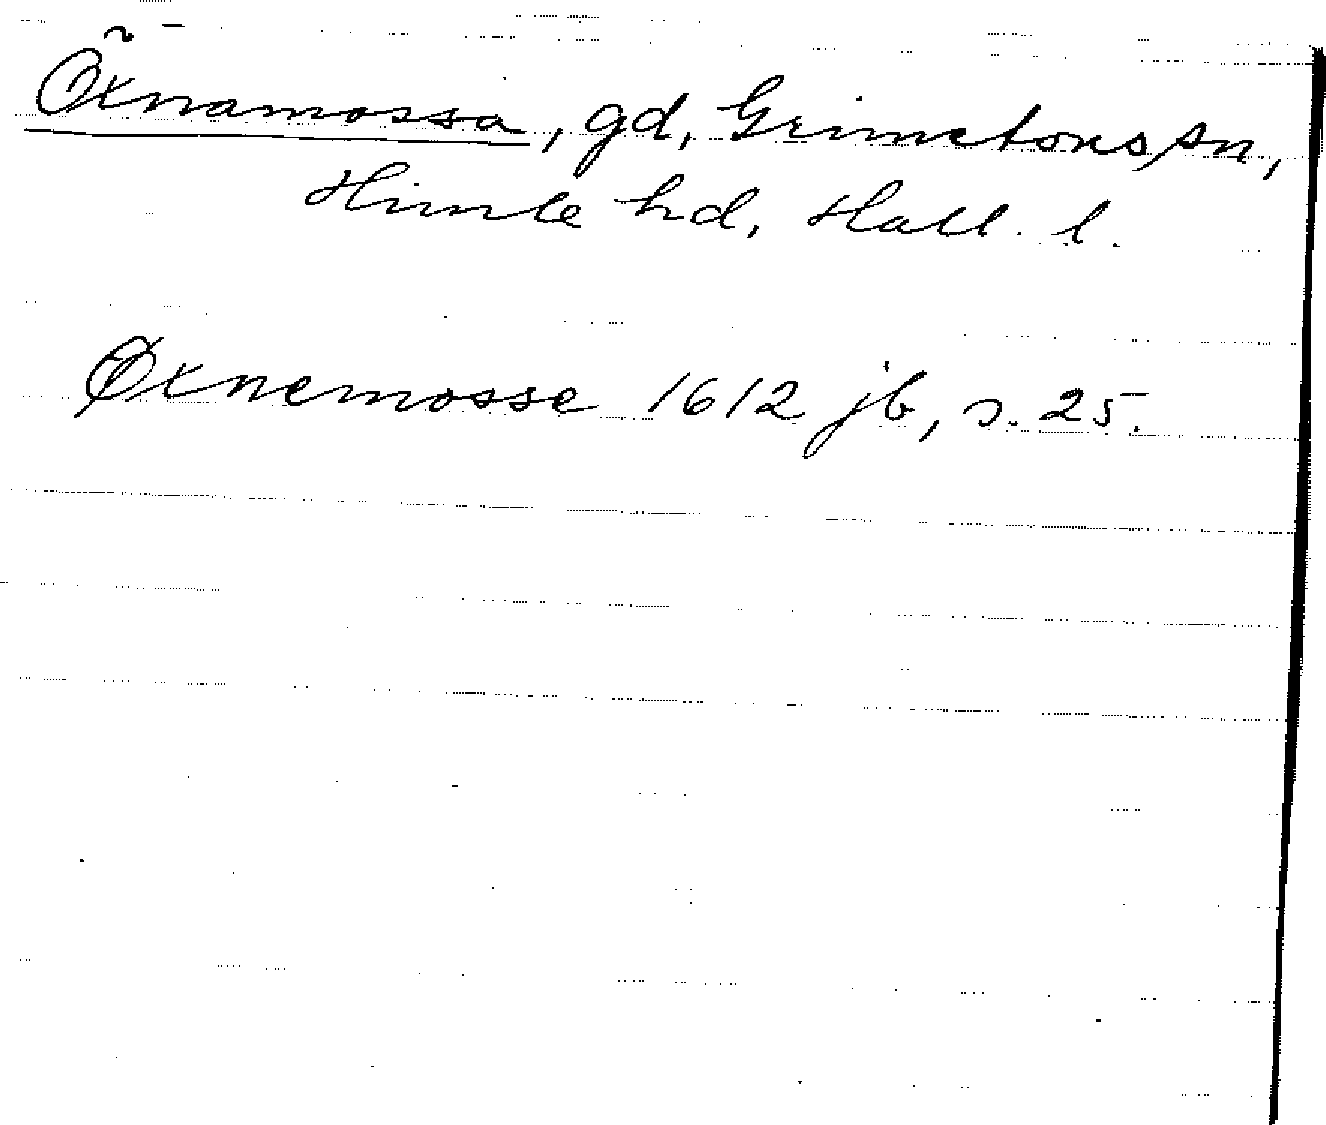 Öxnamossa, gd, Grimetons sn,
Himle hd, Hall. l.
Øxnemosse 1612 jb, s. 25.